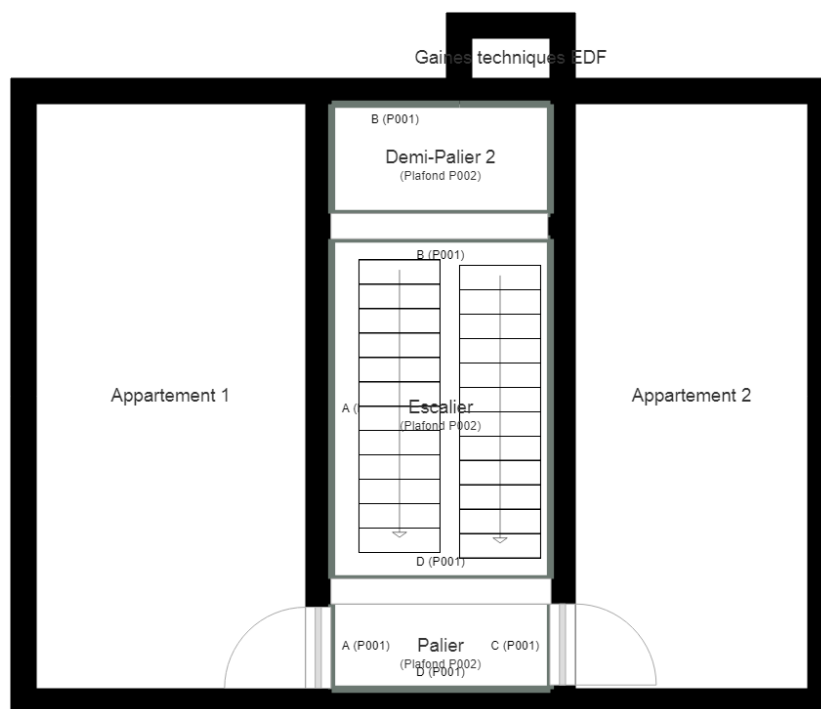 Gaines techniques EDF
B (P001)
Demi-Palier 2
(Plafond P002)
B (P001)
Appartement 1
Appartement 2
A (
Escalier
(Plafond P002)
D (P001)
A (P001)
Palier
C (P001)
(Plafond P002)
D (P001)